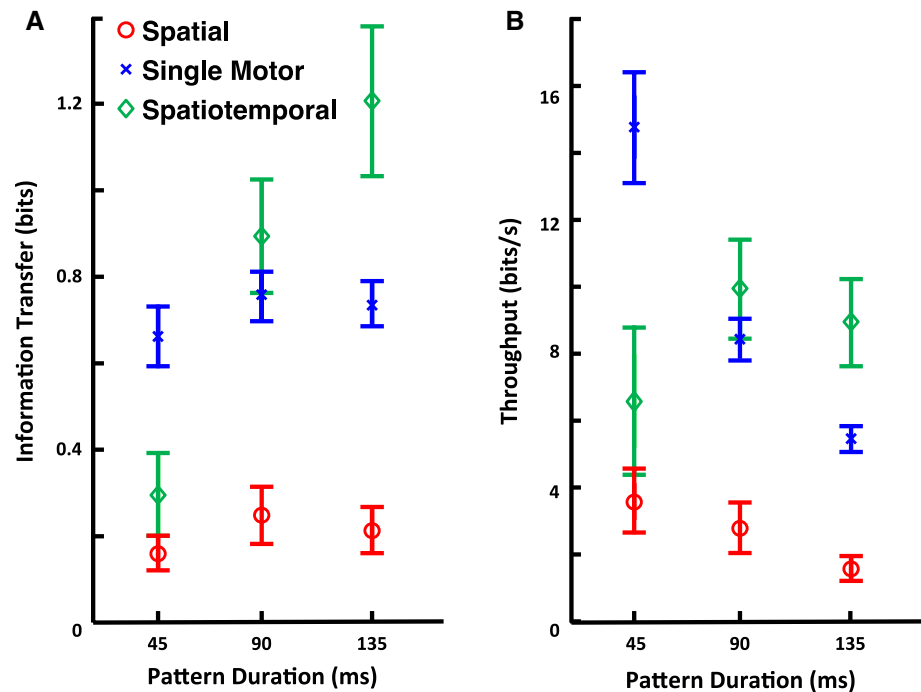 A
Spatial
Single Motor
Spatiotemporal
Information Transfer (bits)
1.2
0.8
0.4
0
45 90 135
Pattern Duration (ms)
B
Throughput (bits/s)
16
12
8
4
0
45 90 135
Pattern Duration (ms)